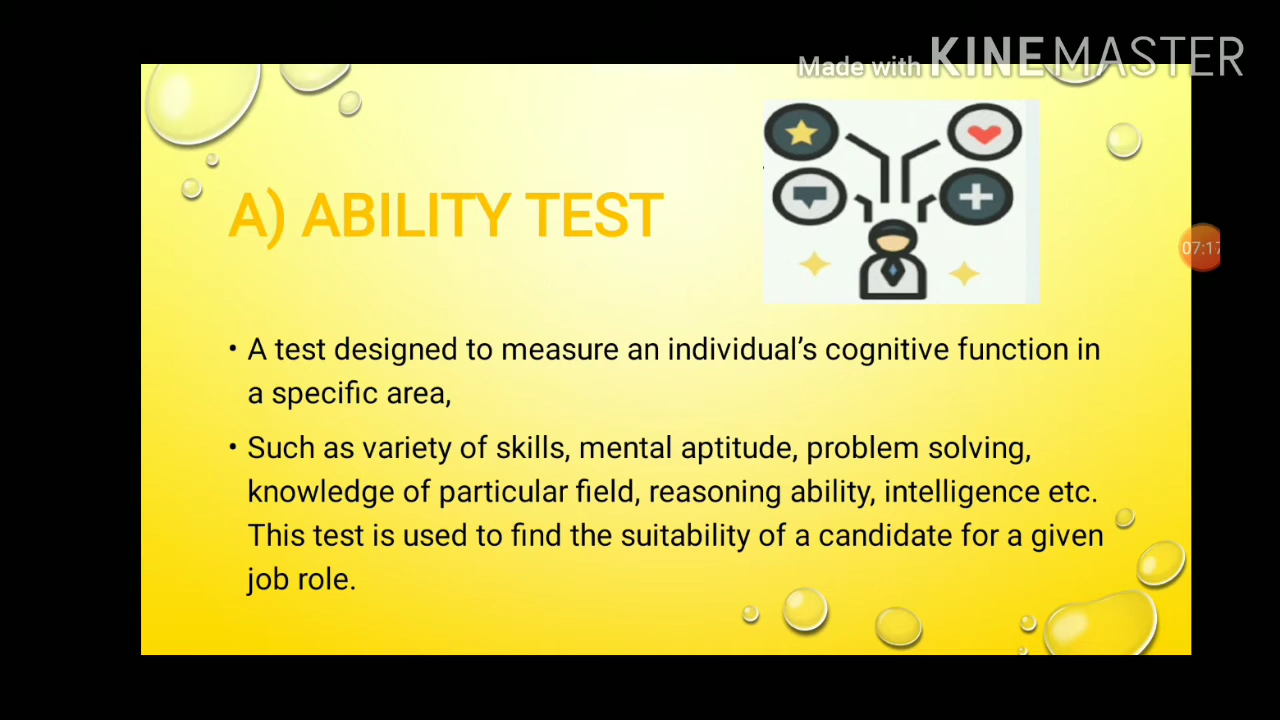 Made with KINEMASTER
A) ABILITY TEST
07:17
• A test designed to measure an individual’s cognitive function in
a specific area,
• Such as variety of skills, mental aptitude, problem solving,
knowledge of particular field, reasoning ability, intelligence etc.
This test is used to find the suitability of a candidate for a given
job role.